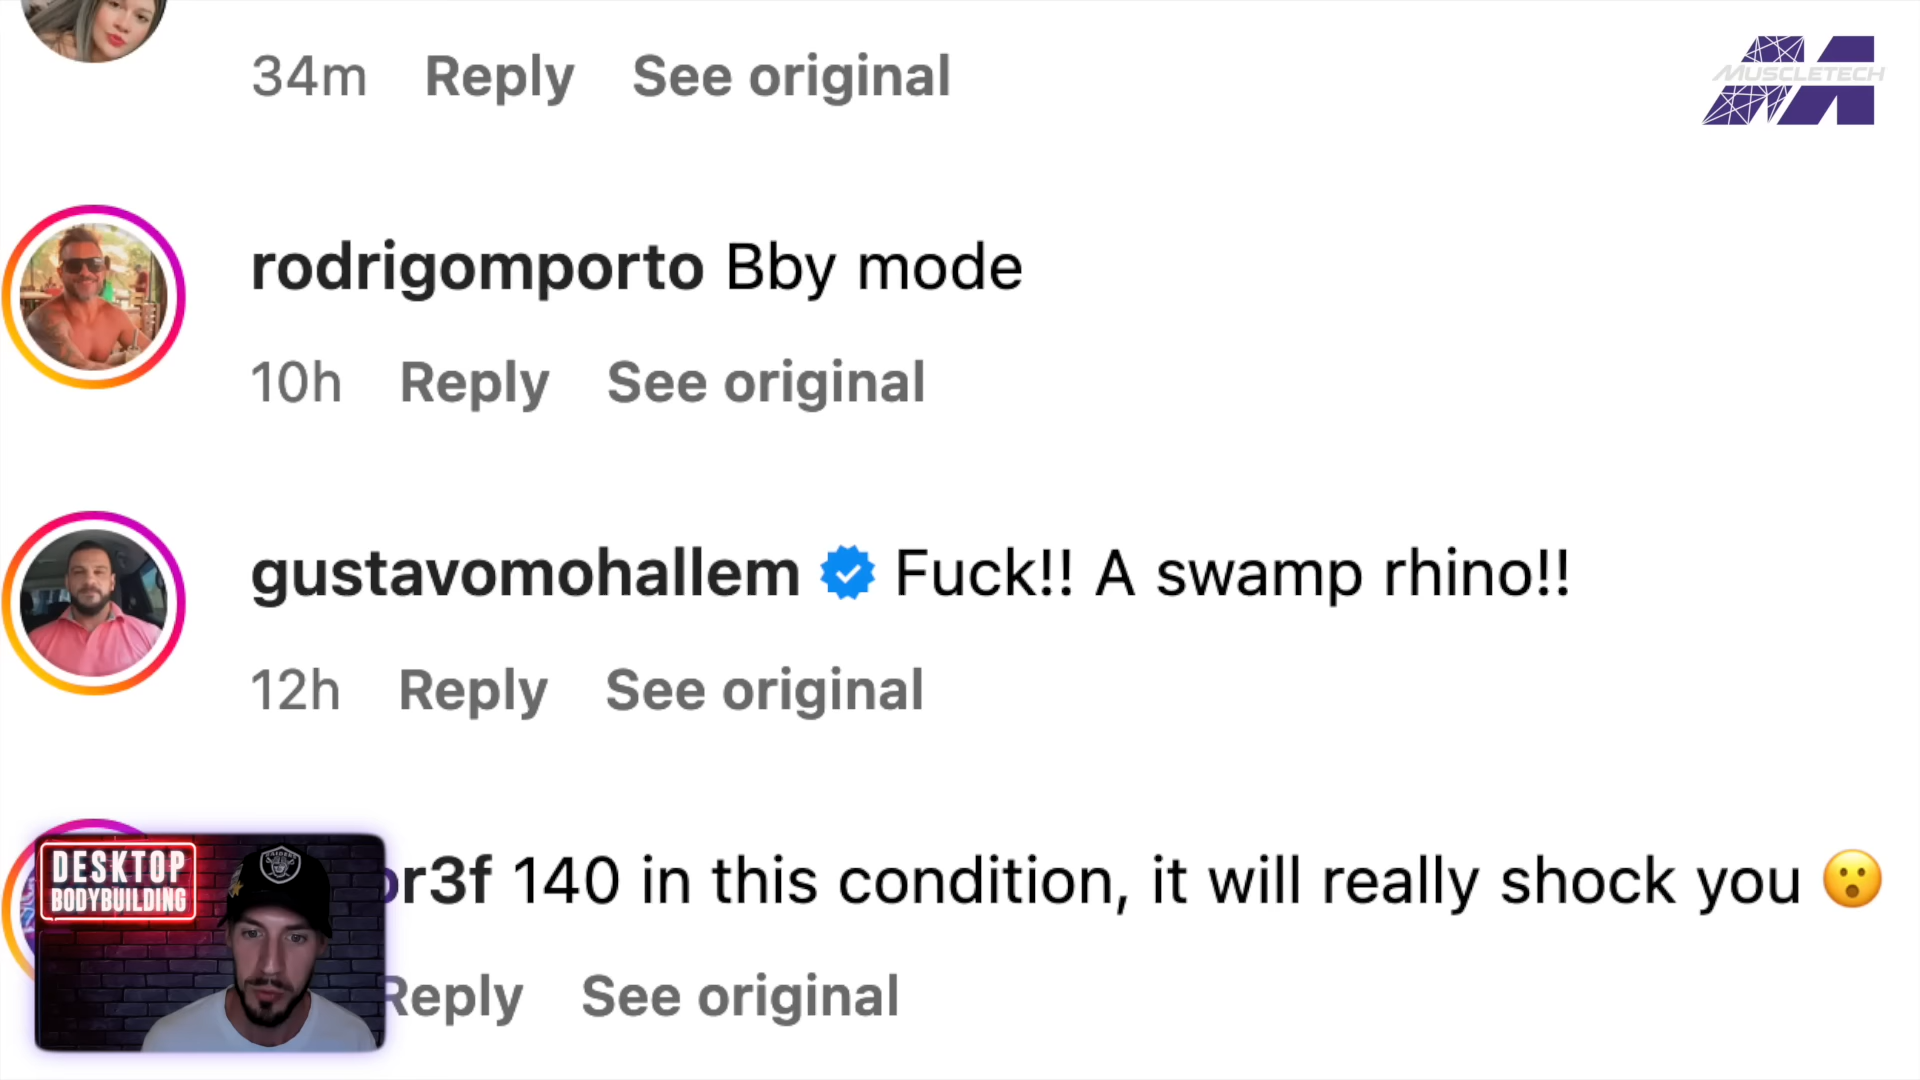 34m Reply See original
MUSCLETECH
rodrigomporto Bby mode
10h Reply See original
gustavomohallem Fuck!! A swamp rhino!!
12h Reply See original
DESKTOP
BODYBUILDING
RAIDERS
r3f 140 in this condition, it will really shock you 😮
Reply See original